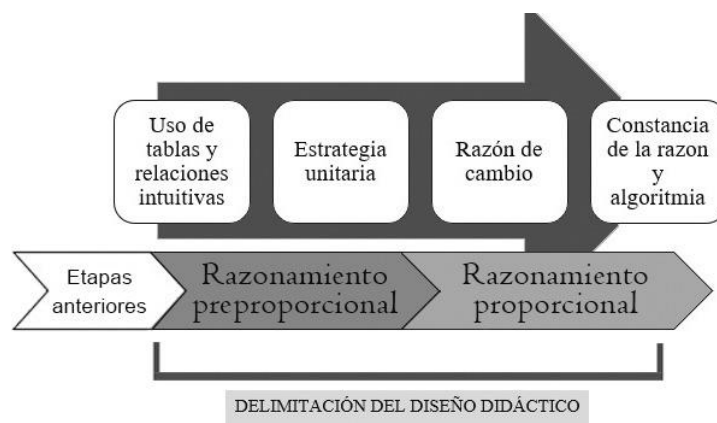 Uso de
tablas y
relaciones
intuitivas
Estrategia
unitaria
Razón de
cambio
Constancia
de la razon
y
algoritmia
Etapas
anteriores
Razonamiento
preproporcional
Razonamiento
proporcional
DELIMITACIÓN DEL DISEÑO DIDÁCTICO